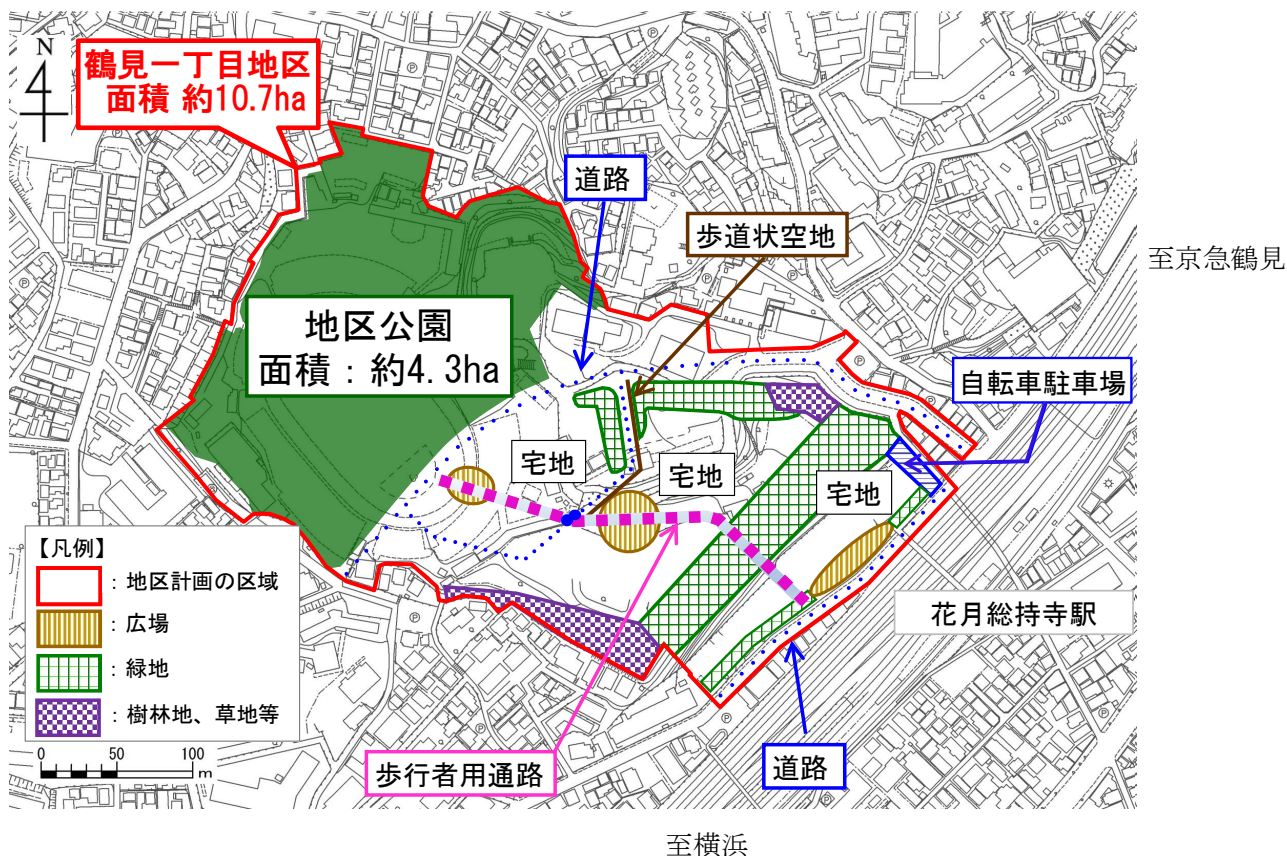 N
鶴見一丁目地区
面積 約10.7ha
道路
歩道状空地
至京急鶴見
地区公園
面積：約4.3ha
自転車駐車場
宅地
宅地
宅地
【凡例】
：地区計画の区域
：広場
：緑地
：樹林地、草地等
0 50 100
m
花月総持寺駅
歩行者用通路
道路
至横浜